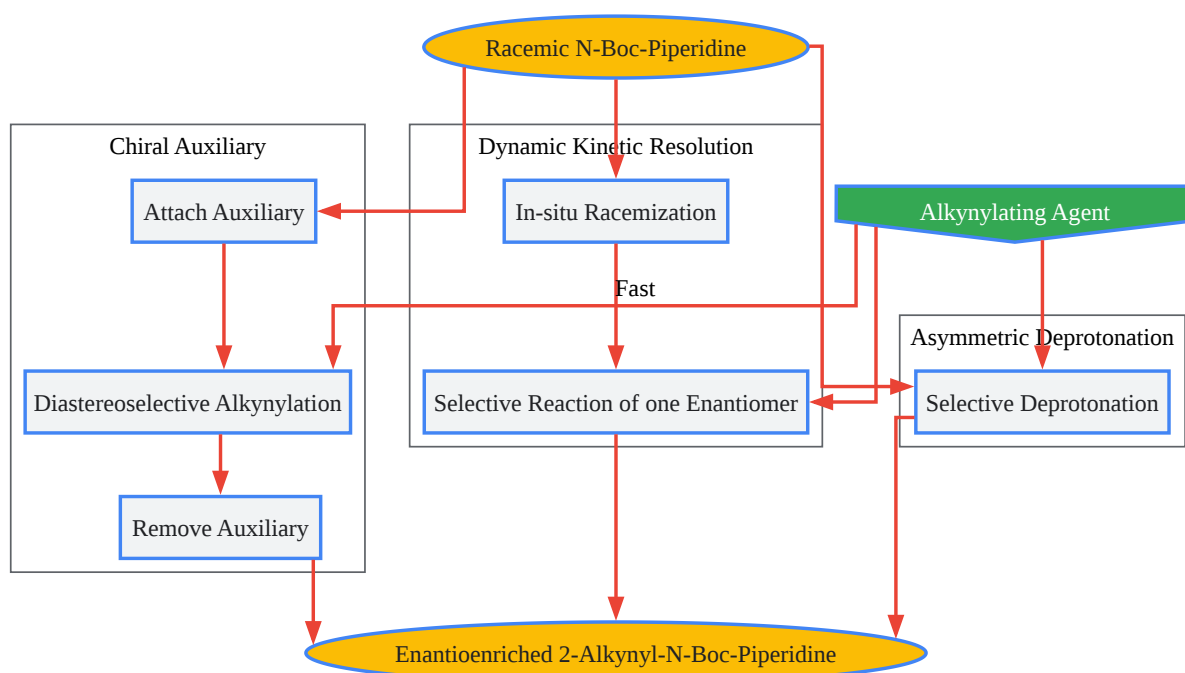 Racemic N-Boc-Piperidine
Chiral Auxiliary
Dynamic Kinetic Resolution
Attach Auxiliary
In-situ Racemization
Alkynylating Agent
Fast
Asymmetric Deprotonation
Diastereoselective Alkynylation
Selective Reaction of one Enantiomer
Selective Deprotonation
Remove Auxiliary
Enantioenriched 2-Alkynyl-N-Boc-Piperidine